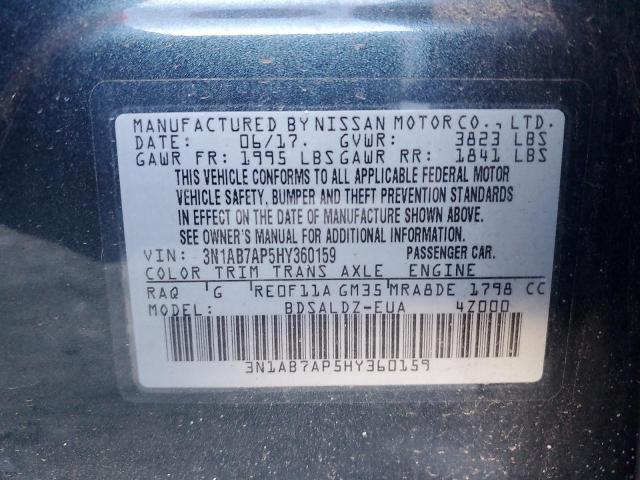 MANUFACTURED BY NISSAN MOTOR CO., LTD.
DATE: 06/17. GVWR: 3823 LBS
GAWR FR: 1995 LBS GAWR RR: 1841 LBS
THIS VEHICLE CONFORMS TO ALL APPLICABLE FEDERAL MOTOR
VEHICLE SAFETY, BUMPER AND THEFT PREVENTION STANDARDS
IN EFFECT ON THE DATE OF MANUFACTURE SHOWN ABOVE.
SEE OWNER'S MANUAL FOR ADDITIONAL INFORMATION.
VIN: 3N1AB7AP5HY360159 PASSENGER CAR.
COLOR TRIM TRANS AXLE ENGINE
RAQ G RE0F11A GM35 MRA8DE 1798 CC
MODEL: BDSALDZ-EUA 4Z000
3N1AB7AP5HY360159